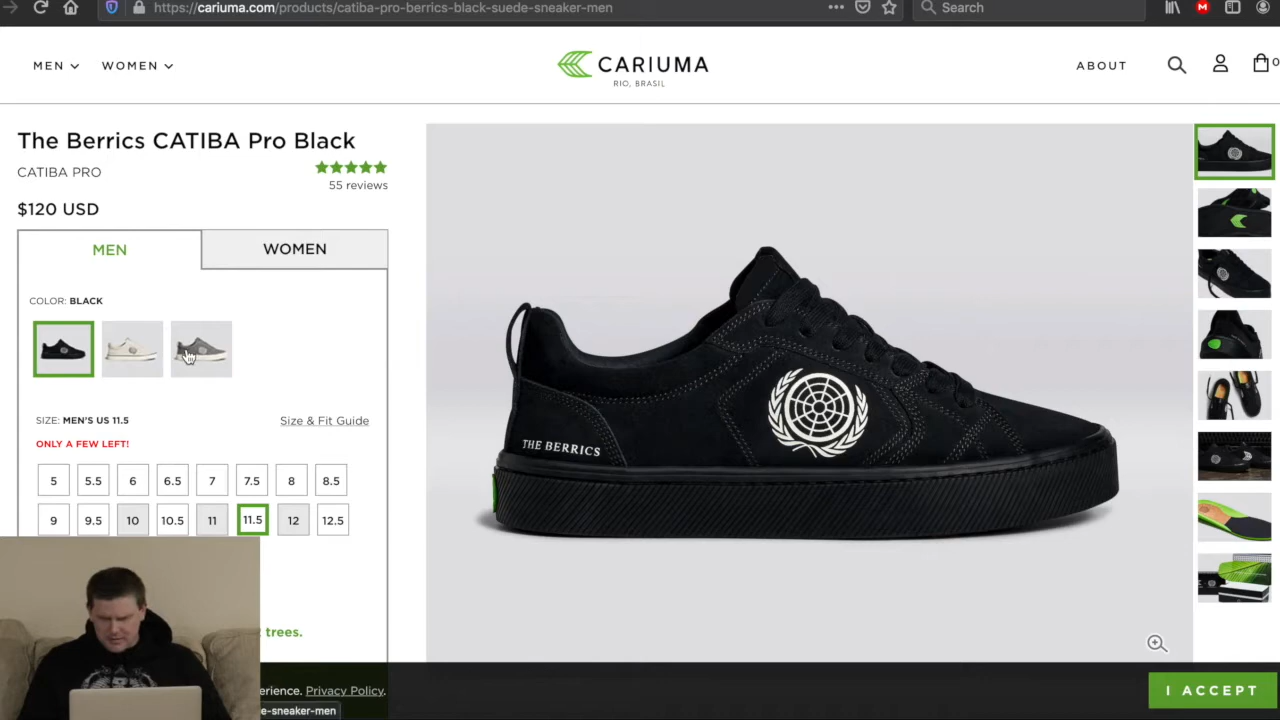 https://cariuma.com/products/catiba-pro-berrics-black-suede-sneaker-men
Search
MEN
WOMEN
CARIUMA
RIO, BRASIL
ABOUT
0
The Berrics CATIBA Pro Black
CATIBA PRO
55 reviews
$120 USD
MEN
WOMEN
COLOR: BLACK
SIZE: MEN'S US 11.5
Size & Fit Guide
ONLY A FEW LEFT!
5 5.5 6 6.5 7 7.5 8 8.5
9 9.5 10 10.5 11 11.5 12 12.5
THE BERRICS
trees.
erience. Privacy Policy.
I ACCEPT
e-sneaker-men